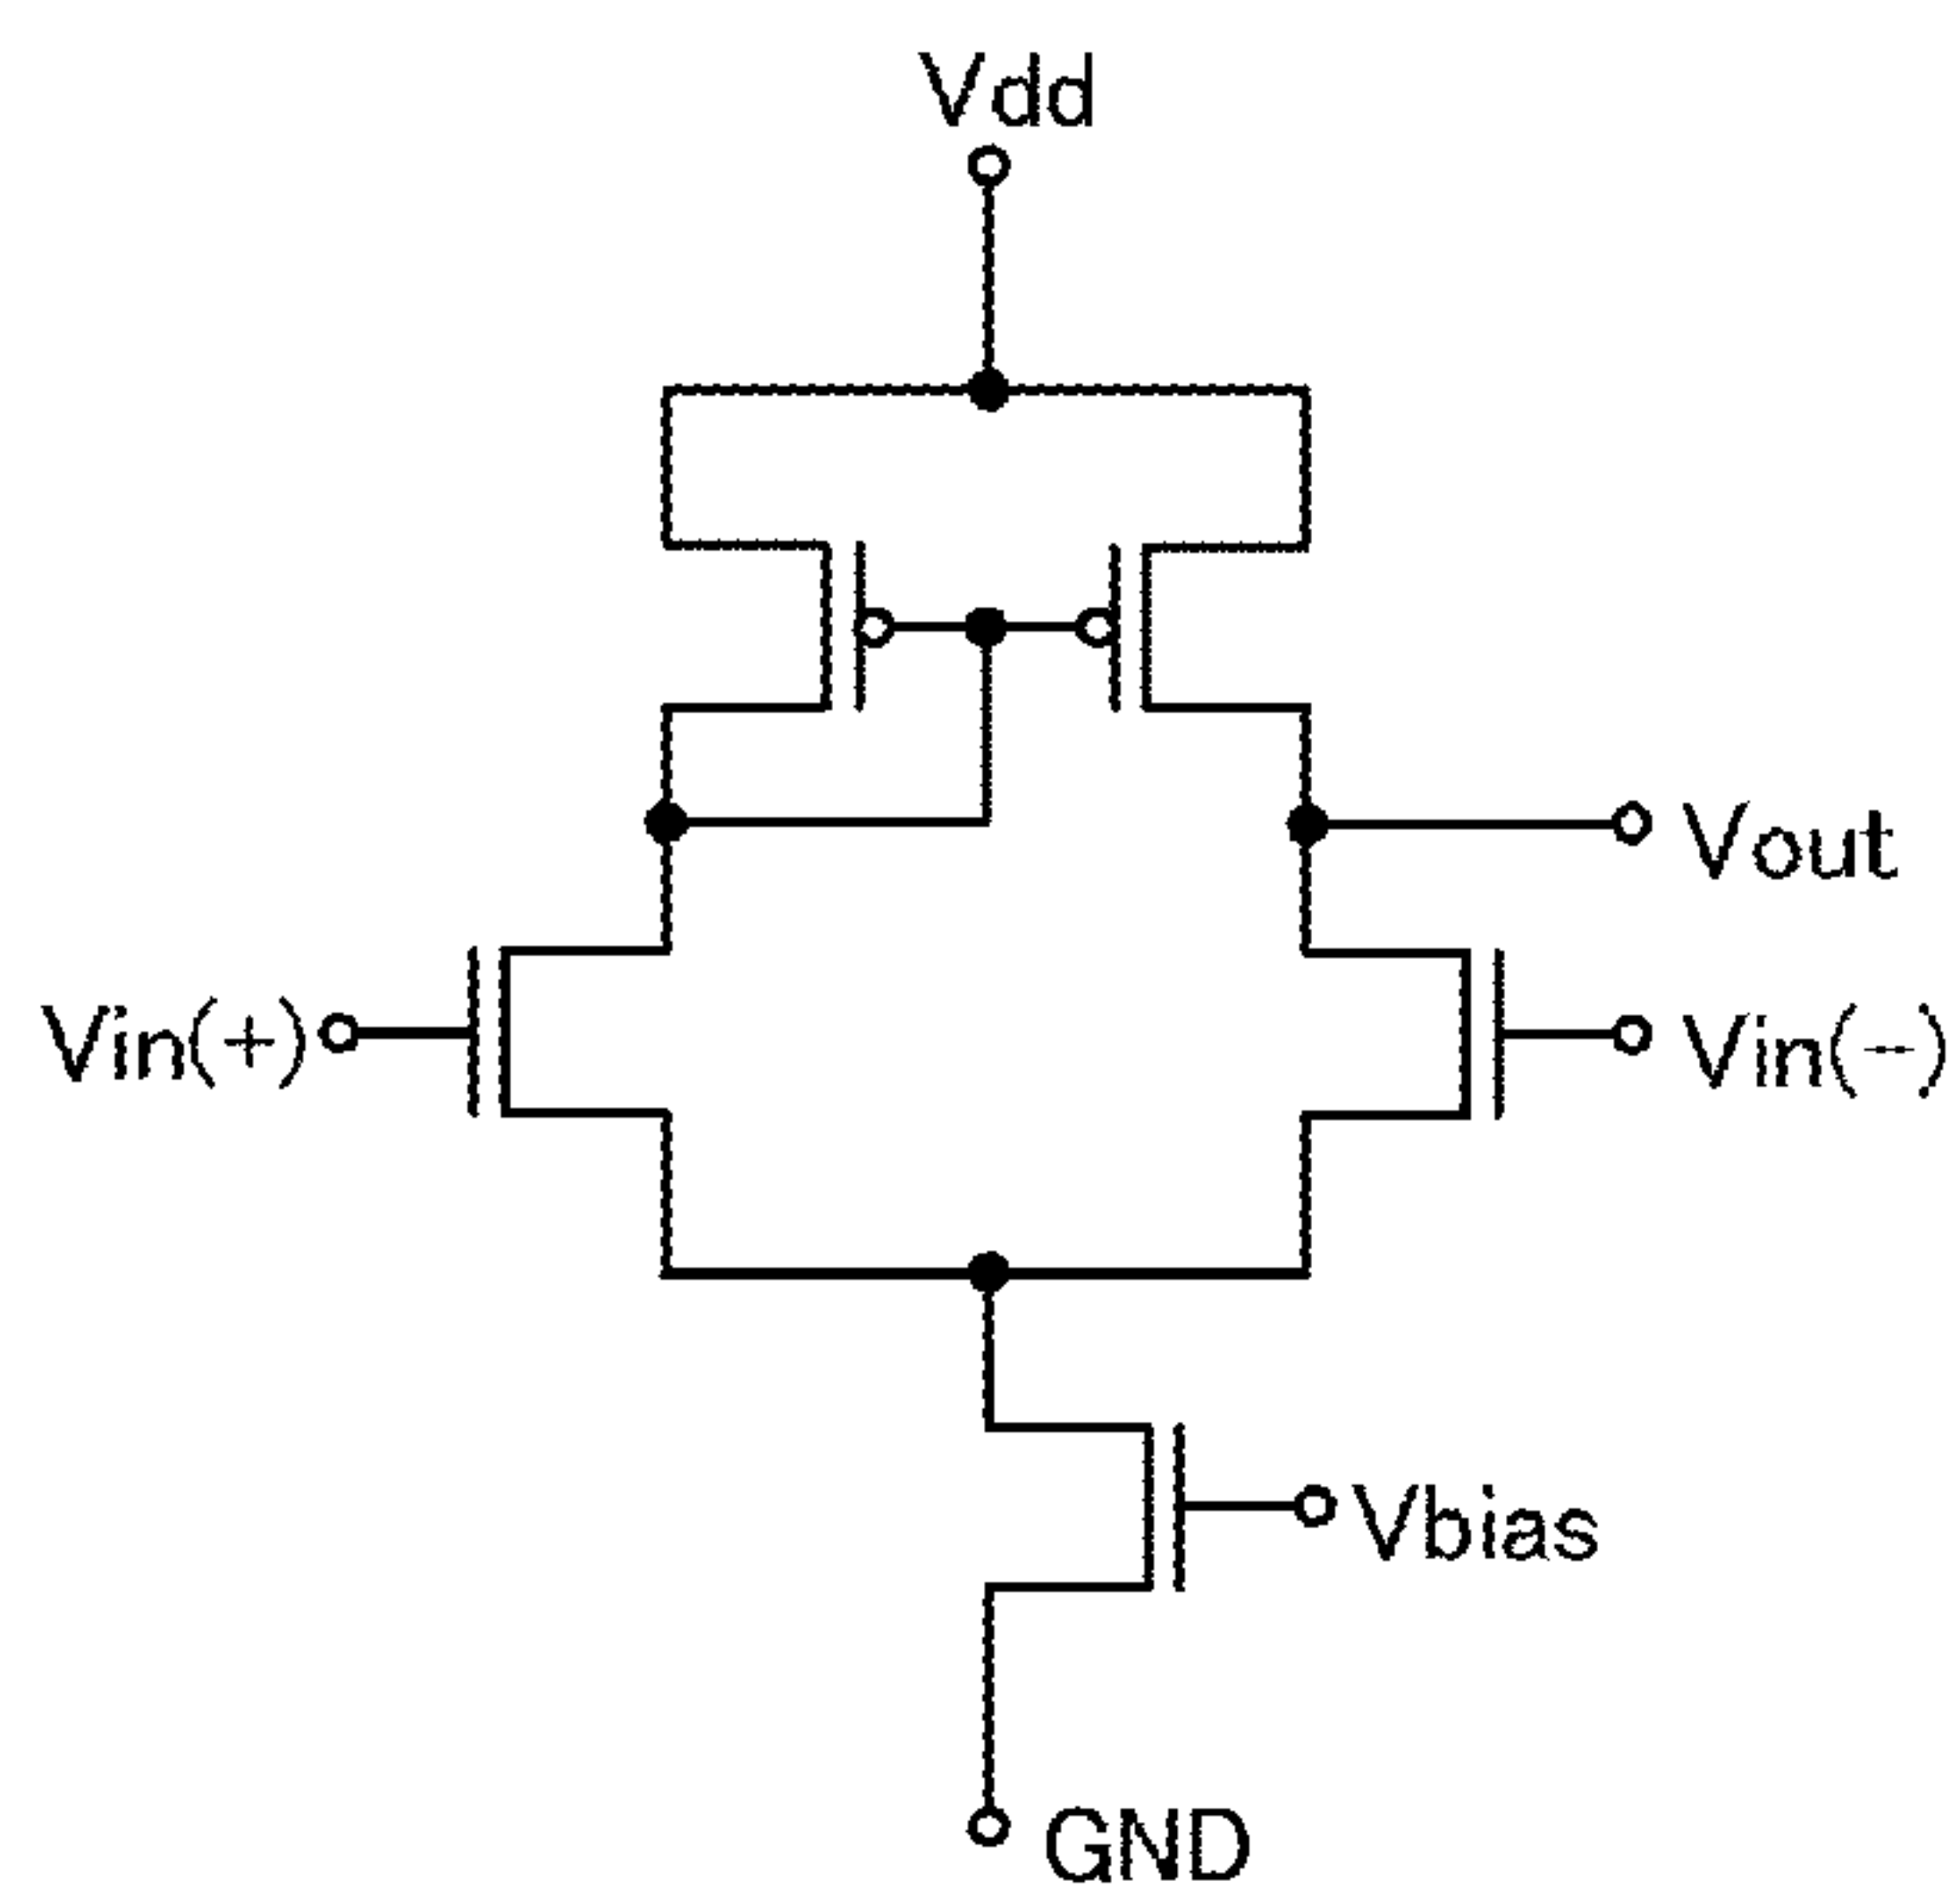 Vdd
Vout
Vin(+)
Vin(-)
Vbias
GND